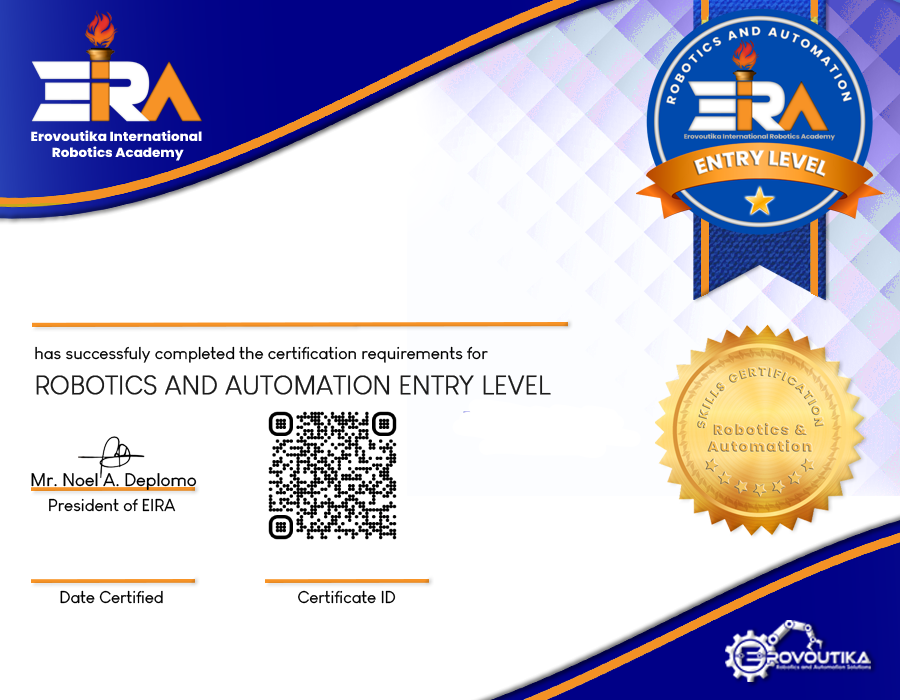 EIRA
Erovoutika International
Robotics Academy
ROBOTICS AND AUTOMATION
EIRA
Erovoutika International Robotics Academy
ENTRY LEVEL
has successfuly completed the certification requirements for
ROBOTICS AND AUTOMATION ENTRY LEVEL
SKILLS CERTIFICATION
Robotics &
Automation
Mr. Noel A. Deplomo
President of EIRA
Date Certified
Certificate ID
EROVOUTIKA
Robotics and Automation Solutions